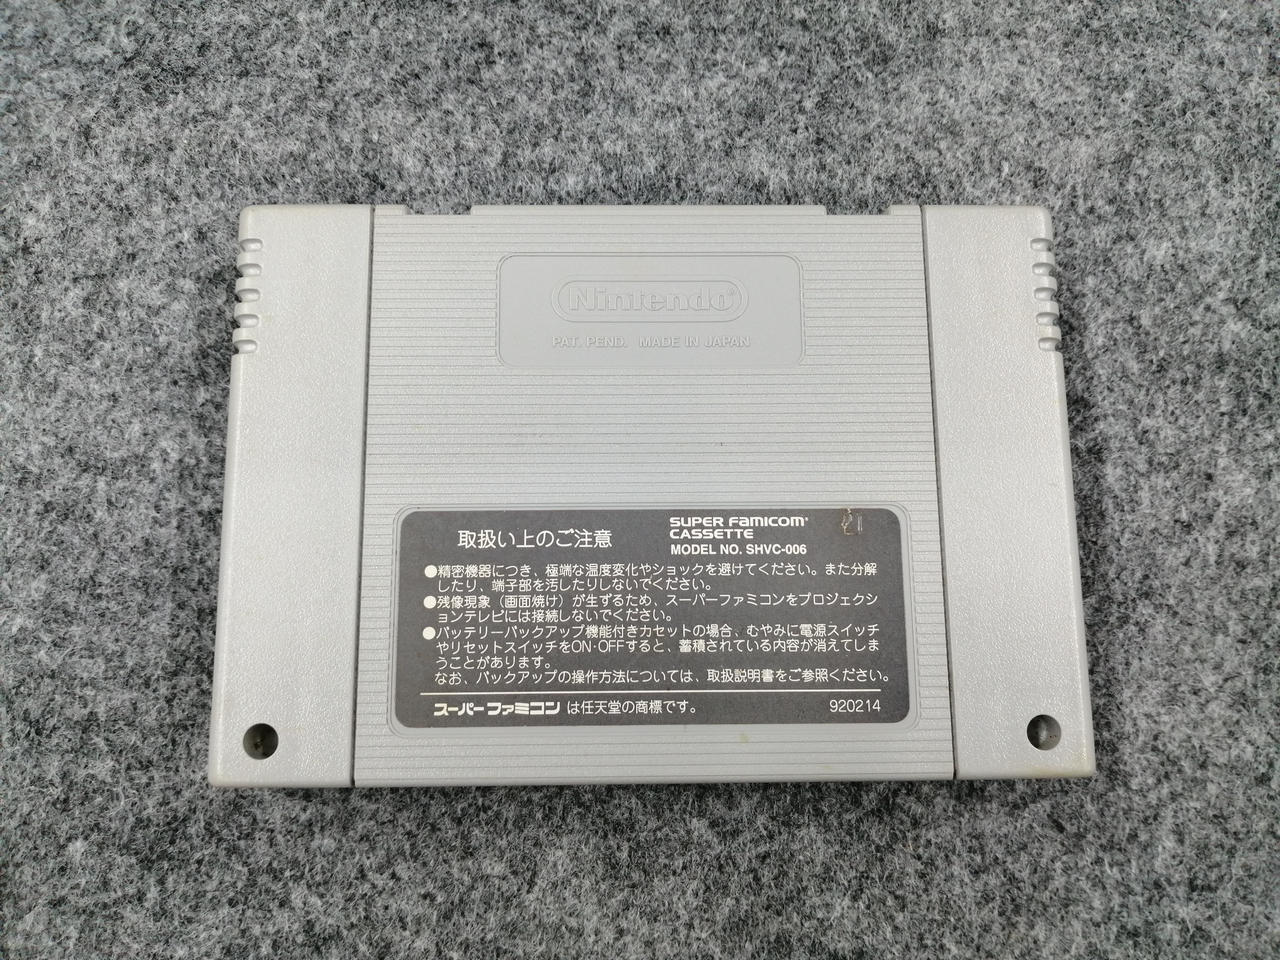 Nintendo®
PAT. PEND. MADE IN JAPAN
取扱い上のご注意
SUPER FAMICOM®
CASSETTE
MODEL NO. SHVC-006
●精密機器につき、極端な温度変化やショックを避けてください。また分解
したり、端子部を汚したりしないでください。
●残像現象（画面焼け）が生ずるため、スーパーファミコンをプロジェクシ
ョンテレビには接続しないでください。
●バッテリーバックアップ機能付きカセットの場合、むやみに電源スイッチ
やリセットスイッチをON・OFFすると、蓄積されている内容が消えてしま
うことがあります。
なお、バックアップの操作方法については、取扱説明書をご参照ください。
スーパーファミコン は任天堂の商標です。
920214